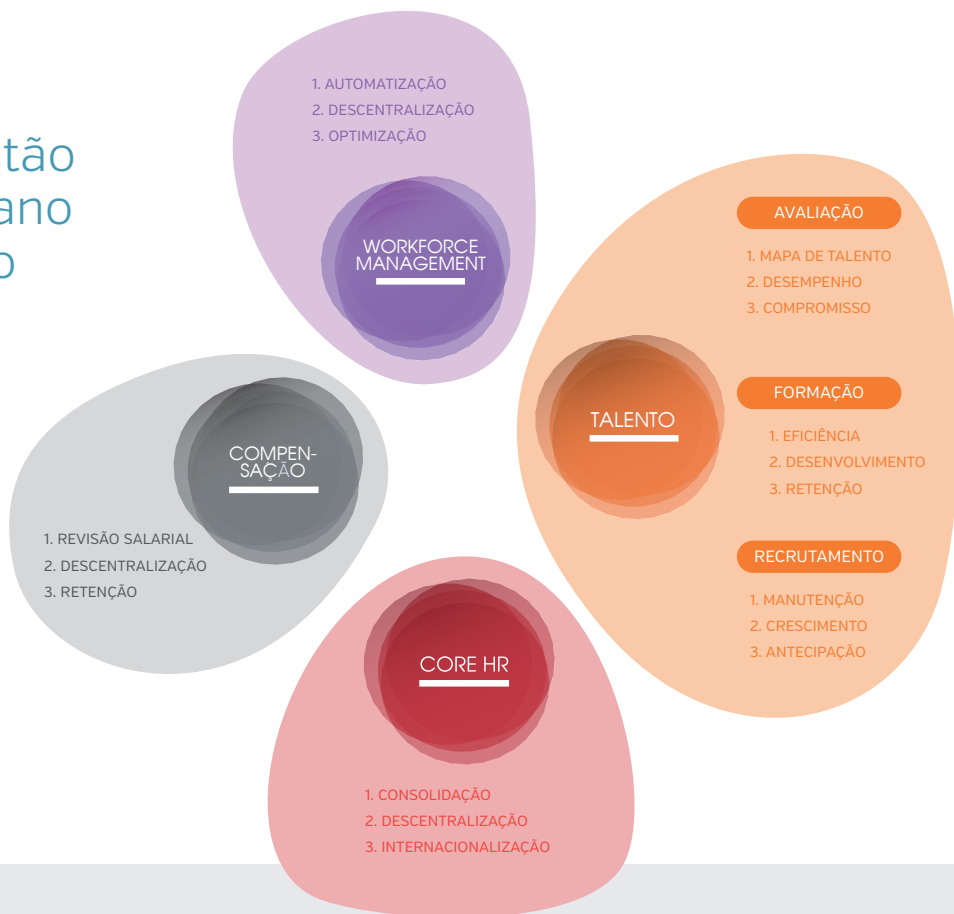 tão
ano
o
1. AUTOMATIZAÇÃO
2. DESCENTRALIZAÇÃO
3. OPTIMIZAÇÃO
WORKFORCE
MANAGEMENT
AVALIAÇÃO
1. MAPA DE TALENTO
2. DESEMPENHO
3. COMPROMISSO
TALENTO
FORMAÇÃO
1. EFICIÊNCIA
2. DESENVOLVIMENTO
3. RETENÇÃO
RECRUTAMENTO
1. MANUTENÇÃO
2. CRESCIMENTO
3. ANTECIPAÇÃO
COMPEN-
SAÇÃO
1. REVISÃO SALARIAL
2. DESCENTRALIZAÇÃO
3. RETENÇÃO
CORE HR
1. CONSOLIDAÇÃO
2. DESCENTRALIZAÇÃO
3. INTERNACIONALIZAÇÃO